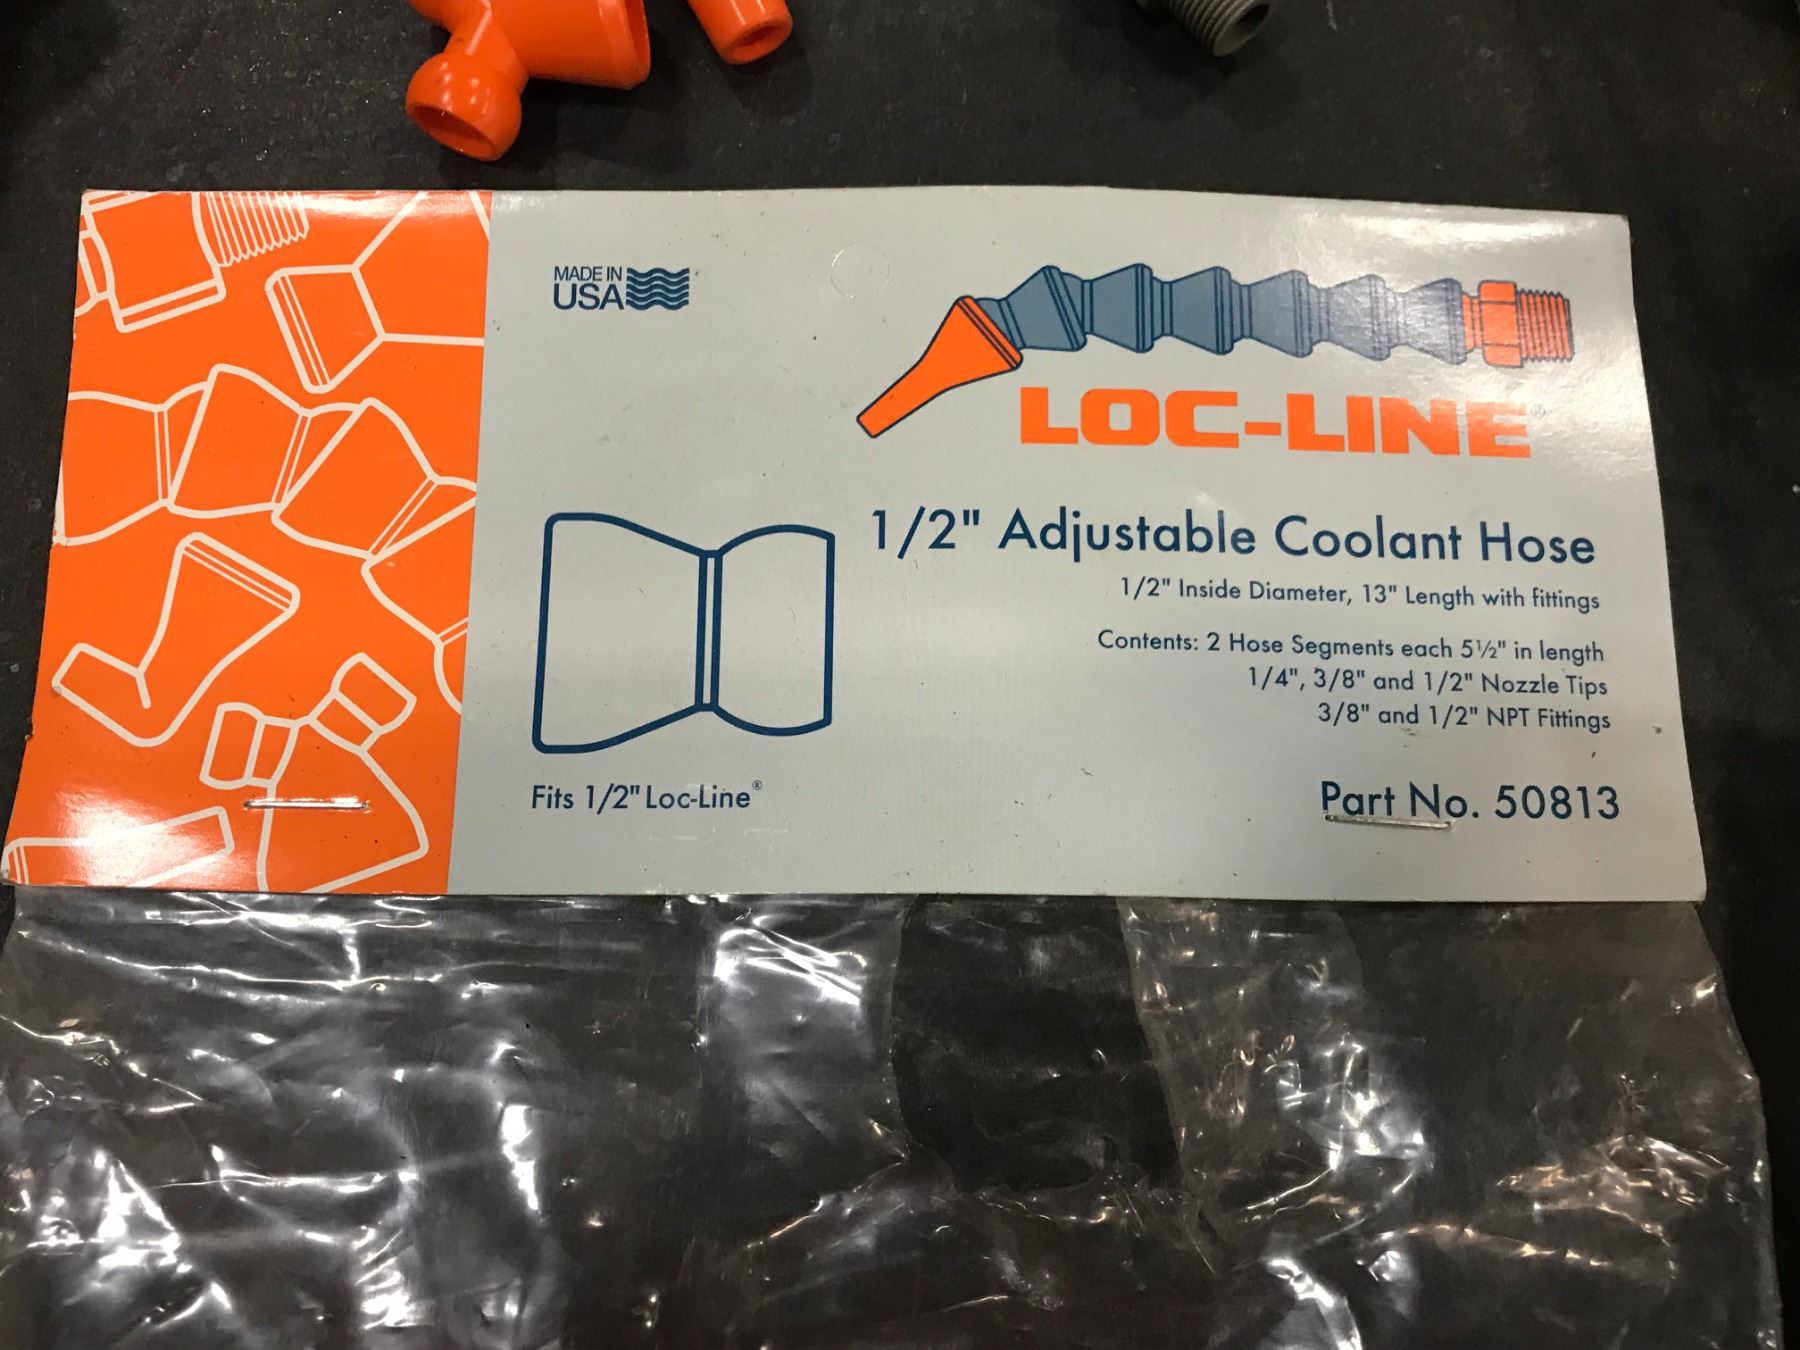 MADE IN
USA
LOC-LINE®
1/2" Adjustable Coolant Hose
1/2" Inside Diameter, 13" Length with fittings
Contents: 2 Hose Segments each 5½" in length
1/4", 3/8" and 1/2" Nozzle Tips
3/8" and 1/2" NPT Fittings
Fits 1/2" Loc-Line®
Part No. 50813